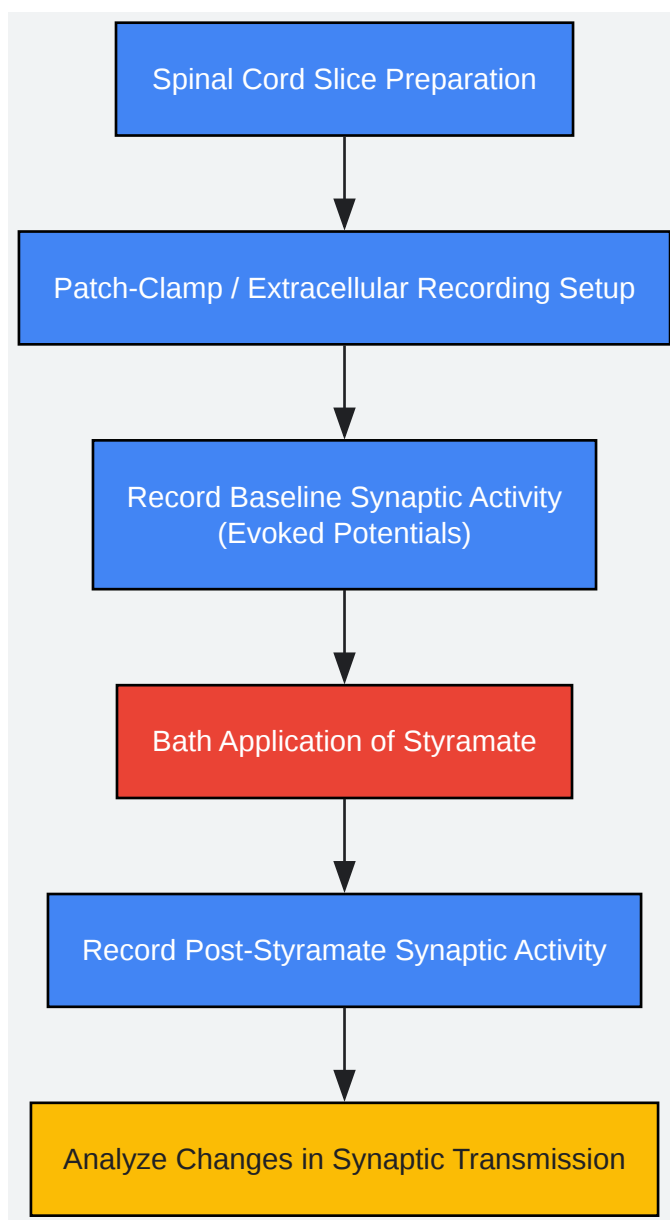 Spinal Cord Slice Preparation
Patch-Clamp / Extracellular Recording Setup
Record Baseline Synaptic Activity
(Evoked Potentials)
Bath Application of Styramate
Record Post-Styramate Synaptic Activity
Analyze Changes in Synaptic Transmission